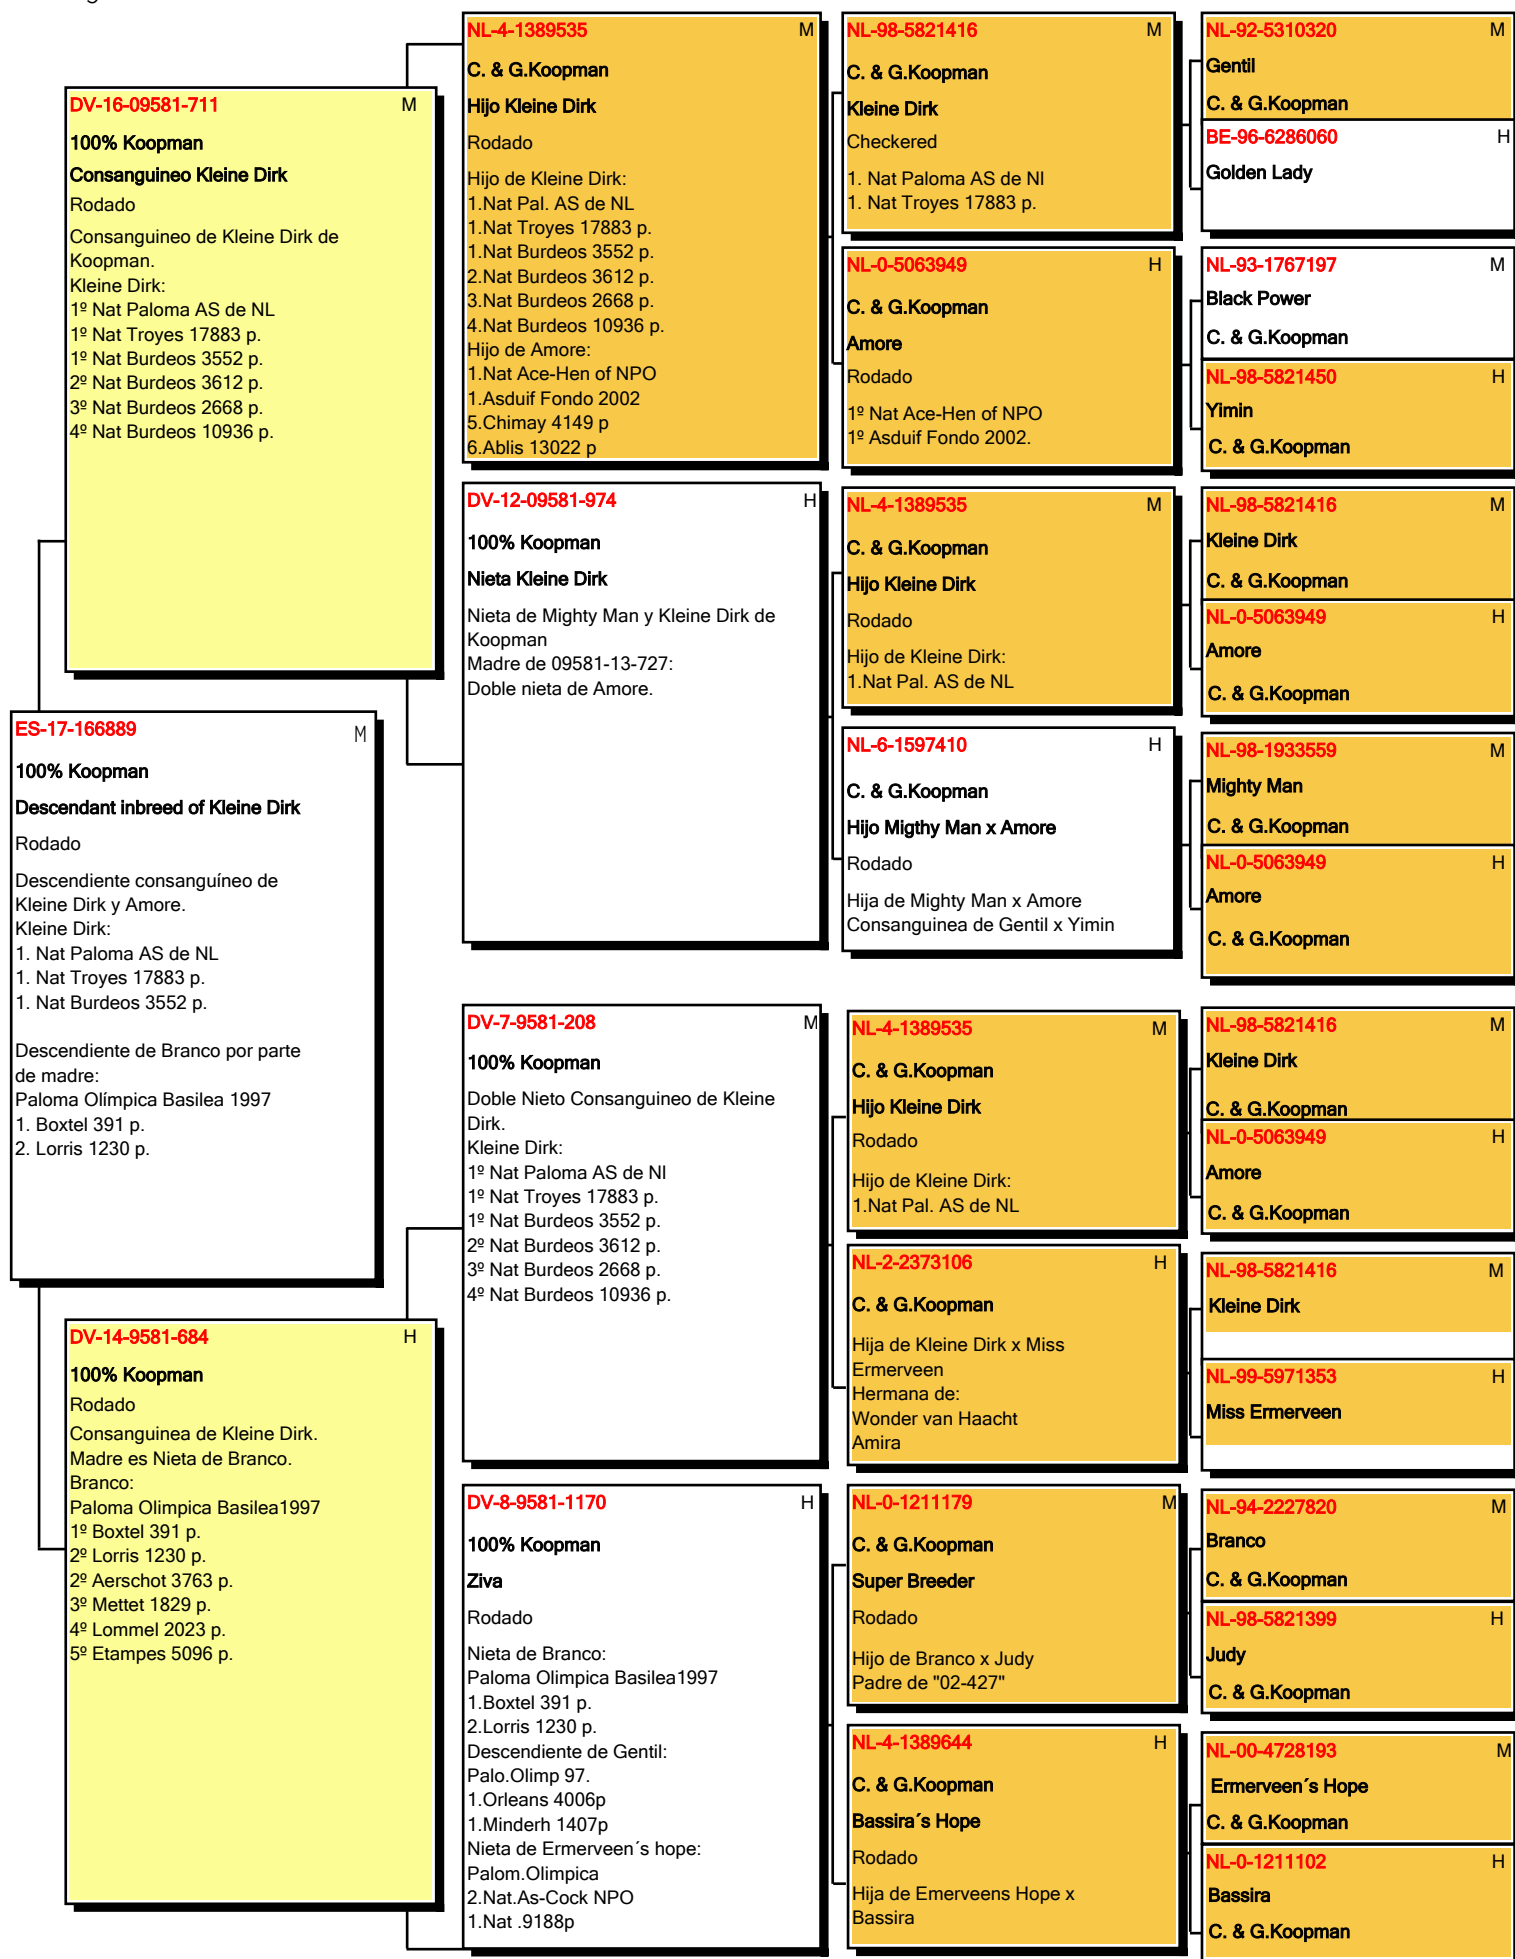 ES-17-166889 M
100% Koopman
Descendant inbreed of Kleine Dirk
Rodado
Descendiente consanguíneo de
Kleine Dirk y Amore.
Kleine Dirk:
1. Nat Paloma AS de NL
1. Nat Troyes 17883 p.
1. Nat Burdeos 3552 p.
Descendiente de Branco por parte
de madre:
Paloma Olímpica Basilea 1997
1. Boxtel 391 p.
2. Lorris 1230 p.
DV-16-09581-711 M
100% Koopman
Consanguineo Kleine Dirk
Rodado
Consanguineo de Kleine Dirk de
Koopman.
Kleine Dirk:
1º Nat Paloma AS de NL
1º Nat Troyes 17883 p.
1º Nat Burdeos 3552 p.
2º Nat Burdeos 3612 p.
3º Nat Burdeos 2668 p.
4º Nat Burdeos 10936 p.
DV-14-9581-684 H
100% Koopman
Rodado
Consanguinea de Kleine Dirk.
Madre es Nieta de Branco.
Branco:
Paloma Olimpica Basilea1997
1º Boxtel 391 p.
2º Lorris 1230 p.
2º Aerschot 3763 p.
3º Mettet 1829 p.
4º Lommel 2023 p.
5º Etampes 5096 p.
NL-4-1389535 M
C. & G.Koopman
Hijo Kleine Dirk
Rodado
Hijo de Kleine Dirk:
1.Nat Pal. AS de NL
1.Nat Troyes 17883 p.
1.Nat Burdeos 3552 p.
2.Nat Burdeos 3612 p.
3.Nat Burdeos 2668 p.
4.Nat Burdeos 10936 p.
Hijo de Amore:
1.Nat Ace-Hen of NPO
1.Asduif Fondo 2002
5.Chimay 4149 p
6.Ablis 13022 p
DV-12-09581-974 H
100% Koopman
Nieta Kleine Dirk
Nieta de Mighty Man y Kleine Dirk de
Koopman
Madre de 09581-13-727:
Doble nieta de Amore.
DV-7-9581-208 M
100% Koopman
Doble Nieto Consanguineo de Kleine
Dirk.
Kleine Dirk:
1º Nat Paloma AS de Nl
1º Nat Troyes 17883 p.
1º Nat Burdeos 3552 p.
2º Nat Burdeos 3612 p.
3º Nat Burdeos 2668 p.
4º Nat Burdeos 10936 p.
DV-8-9581-1170 H
100% Koopman
Ziva
Rodado
Nieta de Branco:
Paloma Olimpica Basilea1997
1.Boxtel 391 p.
2.Lorris 1230 p.
Descendiente de Gentil:
Palo.Olimp 97.
1.Orleans 4006p
1.Minderh 1407p
Nieta de Ermerveen´s hope:
Palom.Olimpica
2.Nat.As-Cock NPO
1.Nat .9188p
NL-98-5821416 M
C. & G.Koopman
Kleine Dirk
Checkered
1. Nat Paloma AS de Nl
1. Nat Troyes 17883 p.
NL-0-5063949 H
C. & G.Koopman
Amore
Rodado
1º Nat Ace-Hen of NPO
1º Asduif Fondo 2002.
NL-4-1389535 M
C. & G.Koopman
Hijo Kleine Dirk
Rodado
Hijo de Kleine Dirk:
1.Nat Pal. AS de NL
NL-6-1597410 H
C. & G.Koopman
Hijo Migthy Man x Amore
Rodado
Hija de Mighty Man x Amore
Consanguinea de Gentil x Yimin
NL-4-1389535 M
C. & G.Koopman
Hijo Kleine Dirk
Rodado
Hijo de Kleine Dirk:
1.Nat Pal. AS de NL
NL-2-2373106 H
C. & G.Koopman
Hija de Kleine Dirk x Miss
Ermerveen
Hermana de:
Wonder van Haacht
Amira
NL-0-1211179 M
C. & G.Koopman
Super Breeder
Rodado
Hijo de Branco x Judy
Padre de "02-427"
NL-4-1389644 H
C. & G.Koopman
Bassira´s Hope
Rodado
Hija de Emerveens Hope x
Bassira
NL-92-5310320 M
Gentil
C. & G.Koopman
BE-96-6286060 H
Golden Lady
NL-93-1767197 M
Black Power
C. & G.Koopman
NL-98-5821450 H
Yimin
C. & G.Koopman
NL-98-5821416 M
Kleine Dirk
C. & G.Koopman
NL-0-5063949 H
Amore
C. & G.Koopman
NL-98-1933559 M
Mighty Man
C. & G.Koopman
NL-0-5063949 H
Amore
C. & G.Koopman
NL-98-5821416 M
Kleine Dirk
C. & G.Koopman
NL-0-5063949 H
Amore
C. & G.Koopman
NL-98-5821416 M
Kleine Dirk
NL-99-5971353 H
Miss Ermerveen
NL-94-2227820 M
Branco
C. & G.Koopman
NL-98-5821399 H
Judy
C. & G.Koopman
NL-00-4728193 M
Ermerveen´s Hope
C. & G.Koopman
NL-0-1211102 H
Bassira
C. & G.Koopman